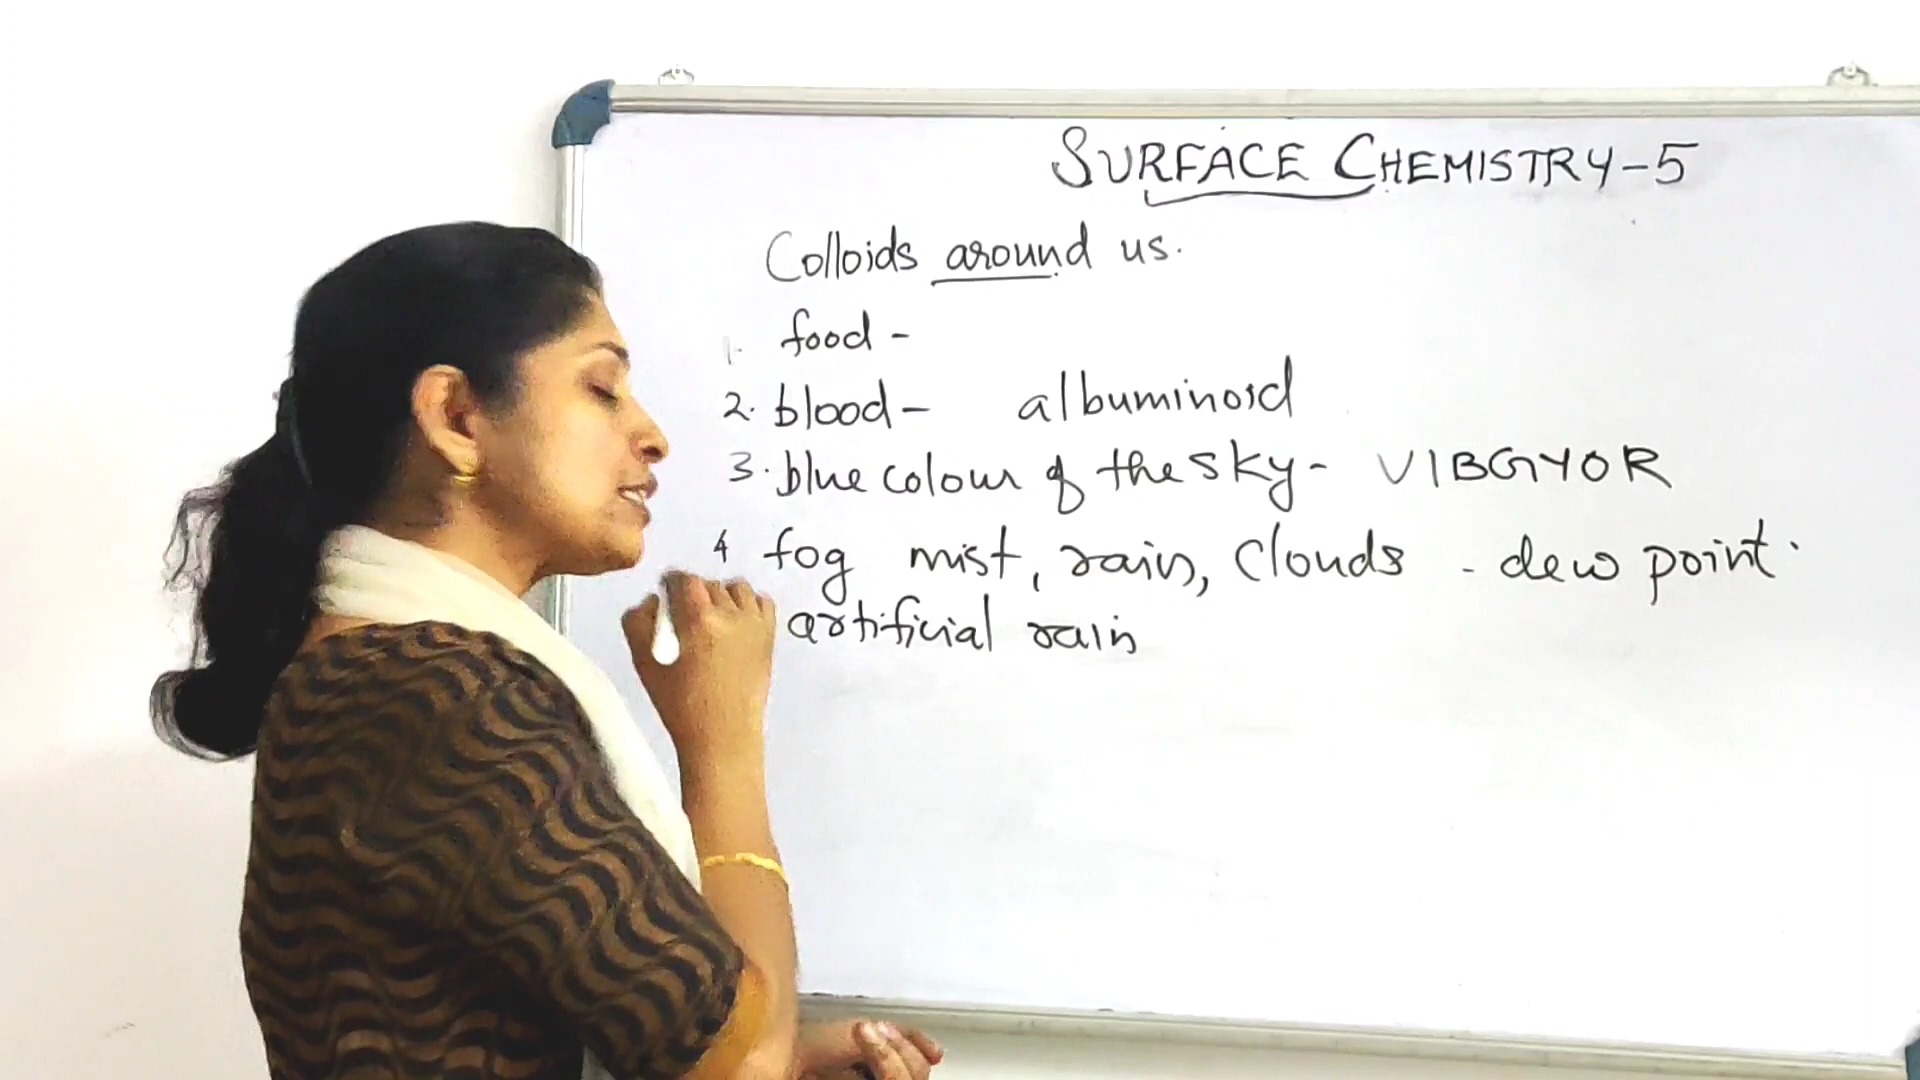 SURFACE CHEMISTRY-5
Colloids around us.
1. food -
2. blood - albuminoid
3. blue colour of the sky - VIBGYOR
4 fog mist, rain, Clouds - dew point.
artificial rain